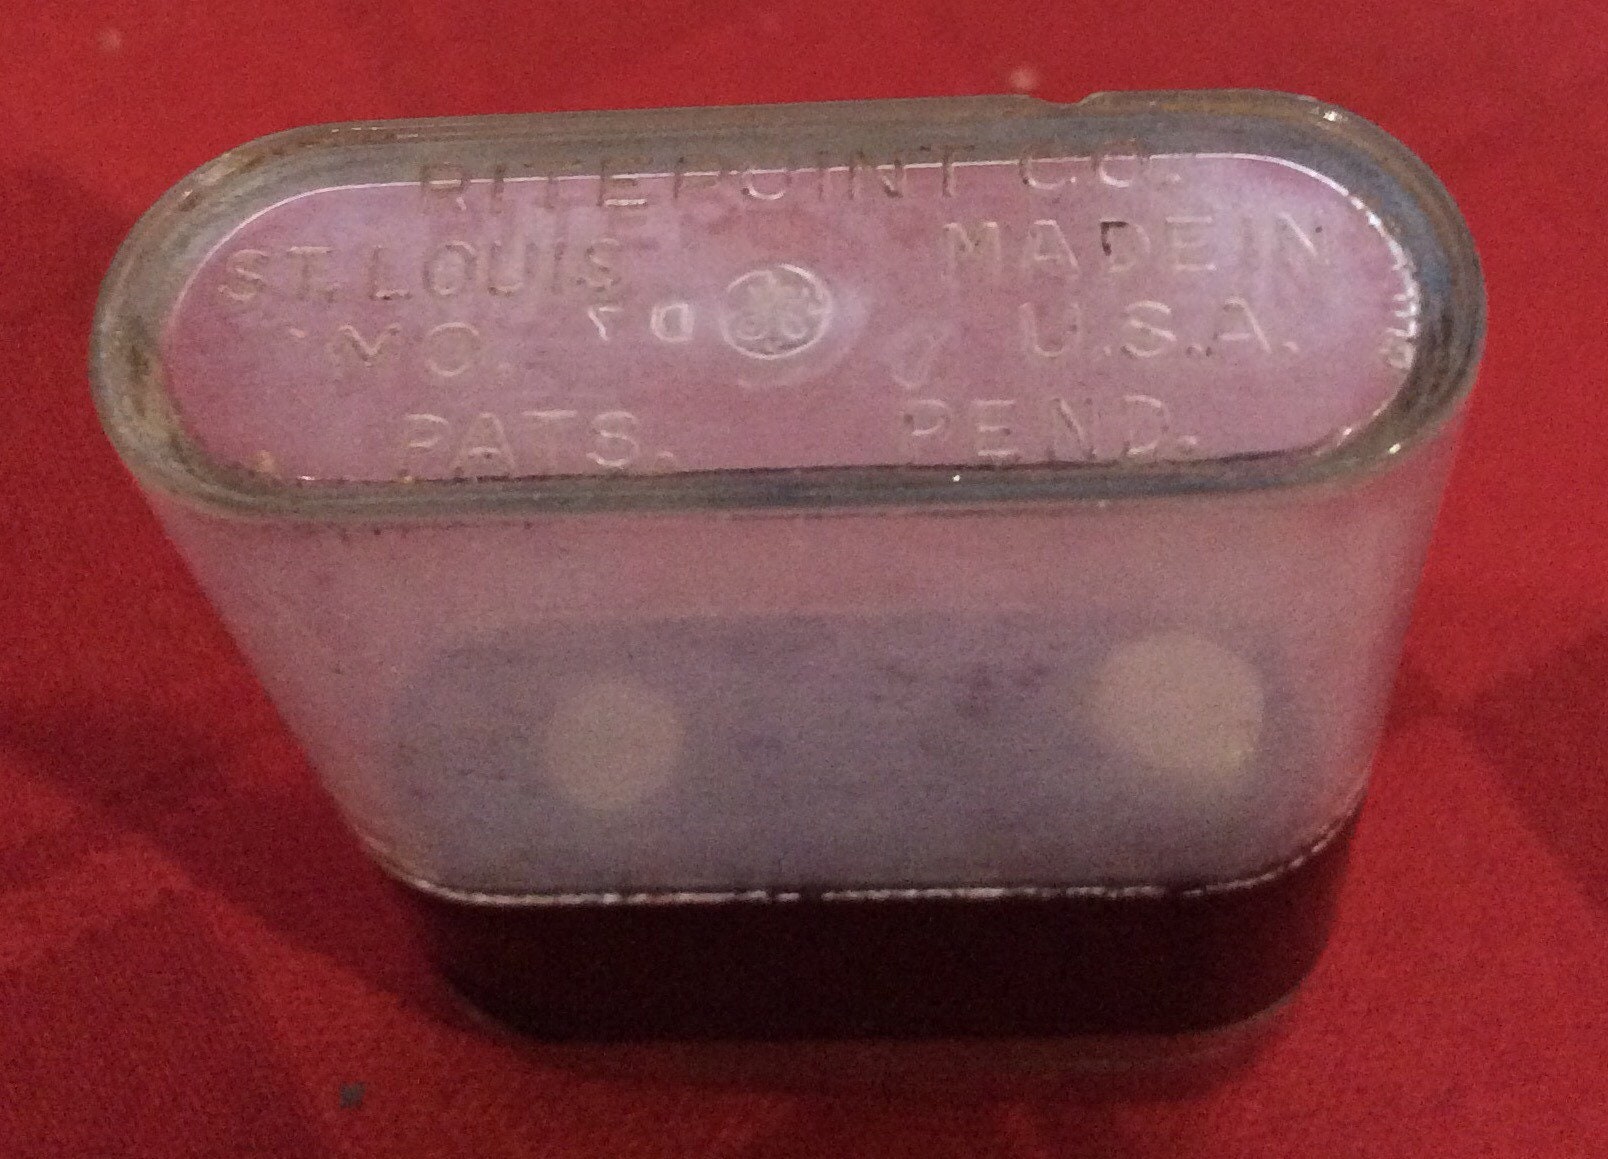 RITEPOINT CO.
ST. LOUIS
MO.
MADE IN
U.S.A.
PATS. PEND.